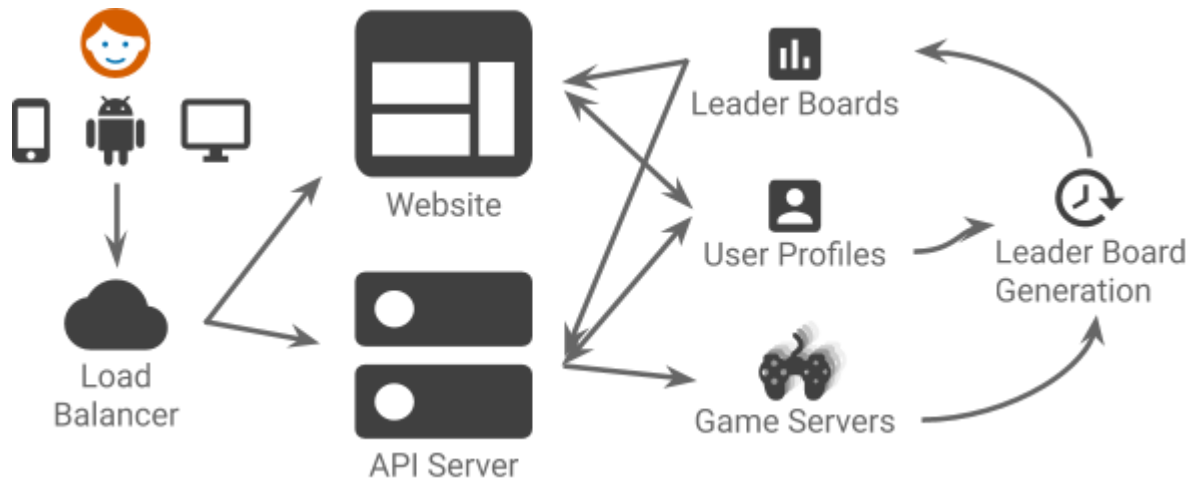 Leader Boards
Website
User Profiles
Leader Board
Generation
Load
Balancer
Game Servers
API Server